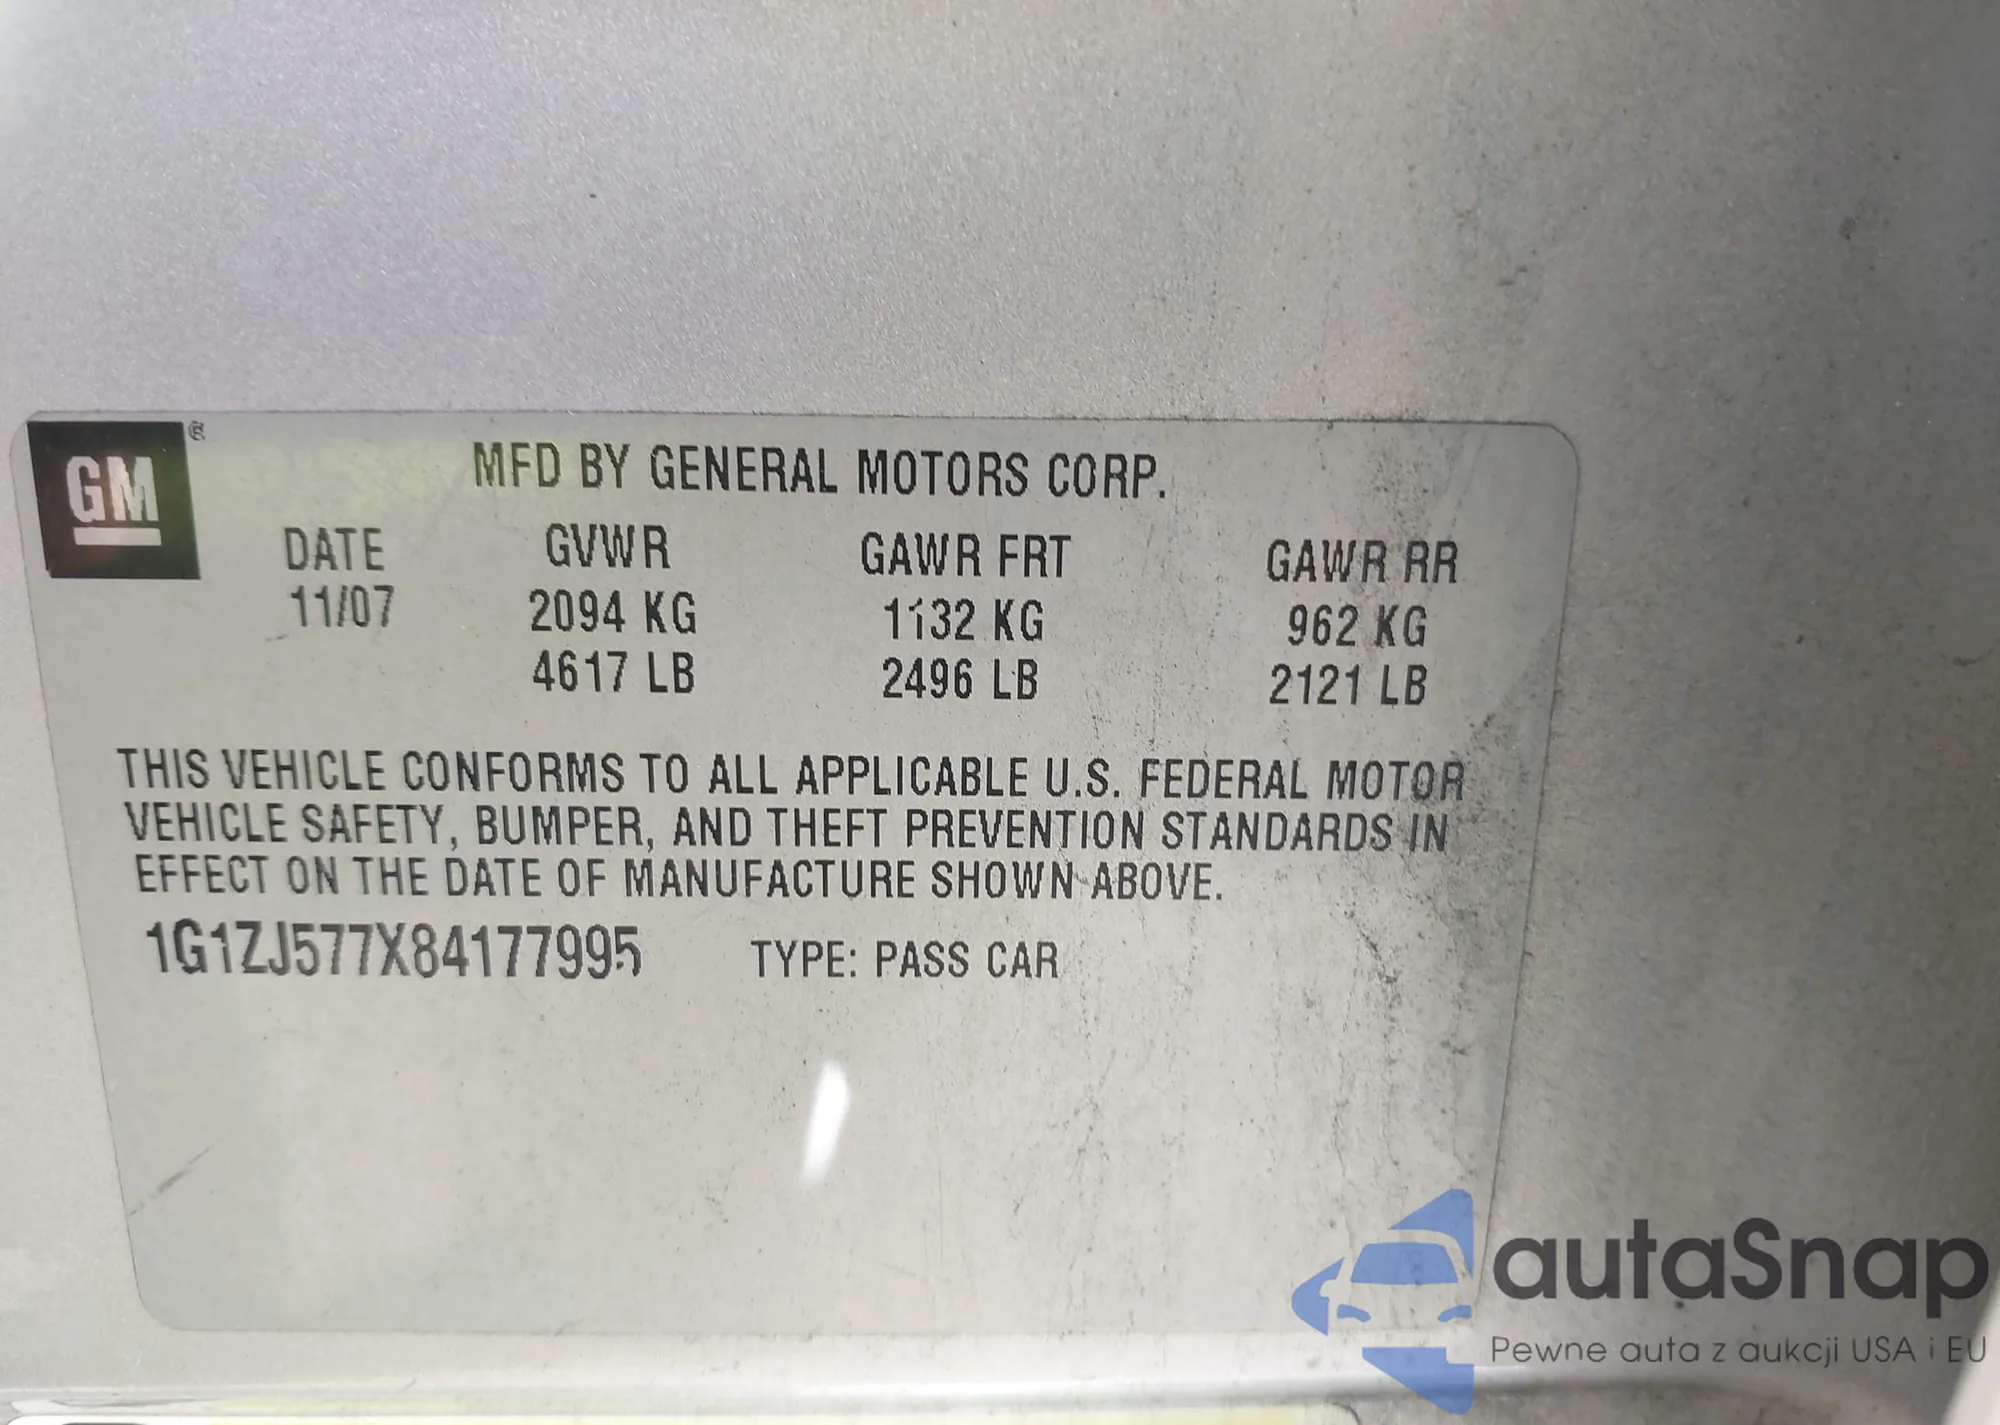 GM ®
MFD BY GENERAL MOTORS CORP.
DATE GVWR GAWR FRT GAWR RR
11/07 2094 KG 1132 KG 962 KG
4617 LB 2496 LB 2121 LB
THIS VEHICLE CONFORMS TO ALL APPLICABLE U.S. FEDERAL MOTOR
VEHICLE SAFETY, BUMPER, AND THEFT PREVENTION STANDARDS IN
EFFECT ON THE DATE OF MANUFACTURE SHOWN ABOVE.
1G1ZJ577X84177995 TYPE: PASS CAR
autaSnap
Pewne auta z aukcji USA i EU